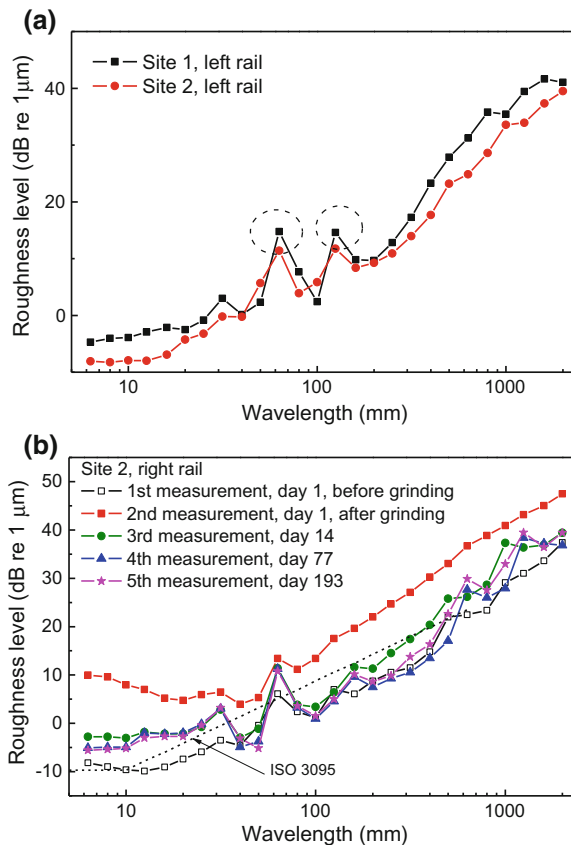 (a)
Site 1, left rail
Site 2, left rail
Roughness level (dB re 1μm)
40
20
0
10
100
1000
Wavelength (mm)
(b)
Site 2, right rail
1st measurement, day 1, before grinding
2nd measurement, day 1, after grinding
3rd measurement, day 14
4th measurement, day 77
5th measurement, day 193
Roughness level (dB re 1 μm)
50
40
30
20
10
0
-10
ISO 3095
10
100
1000
Wavelength (mm)